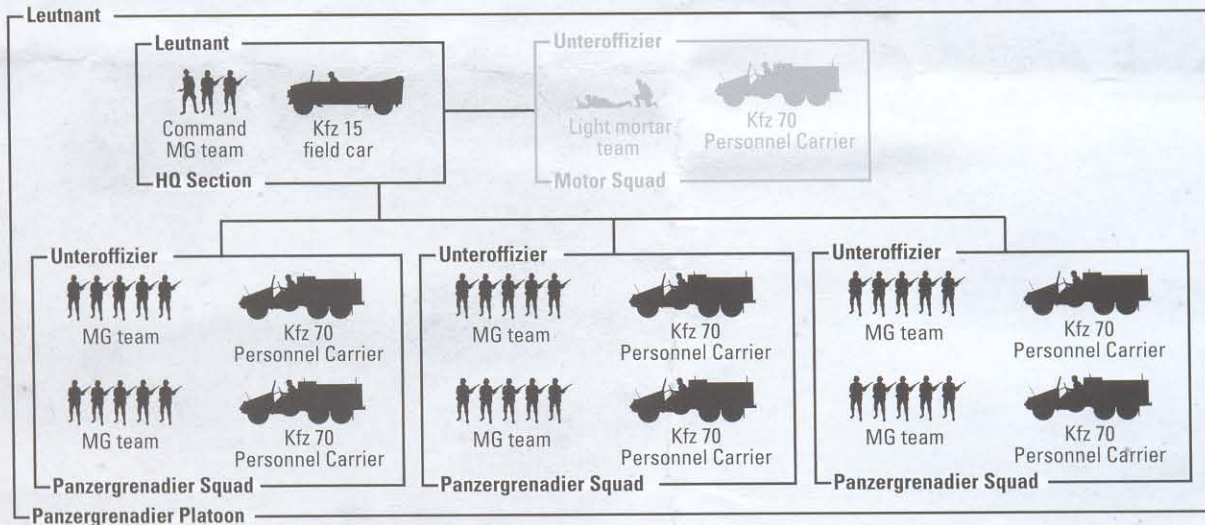 Leutnant
Leutnant
Command
MG team
Kfz 15
field car
HQ Section
Unteroffizier
Light mortar
team
Kfz 70
Personnel Carrier
Motor Squad
Unteroffizier
MG team
Kfz 70
Personnel Carrier
MG team
Kfz 70
Personnel Carrier
Panzergrenadier Squad
Unteroffizier
MG team
Kfz 70
Personnel Carrier
MG team
Kfz 70
Personnel Carrier
Panzergrenadier Squad
Unteroffizier
MG team
Kfz 70
Personnel Carrier
MG team
Kfz 70
Personnel Carrier
Panzergrenadier Squad
Panzergrenadier Platoon